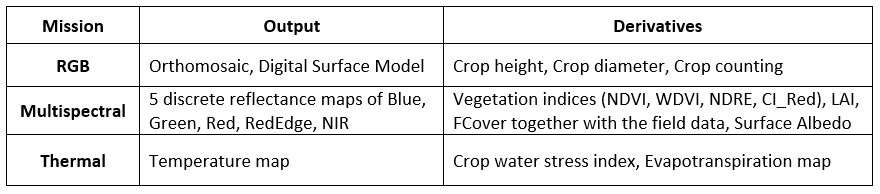 Mission Output Derivatives
RGB Orthomosaic, Digital Surface Model Crop height, Crop diameter, Crop counting
Multispectral 5 discrete reflectance maps of Blue, Vegetation indices (NDVI, WDVI, NDRE, CI_Red), LAI,
Green, Red, RedEdge, NIR FCover together with the field data, Surface Albedo
Thermal Temperature map Crop water stress index, Evapotranspiration map